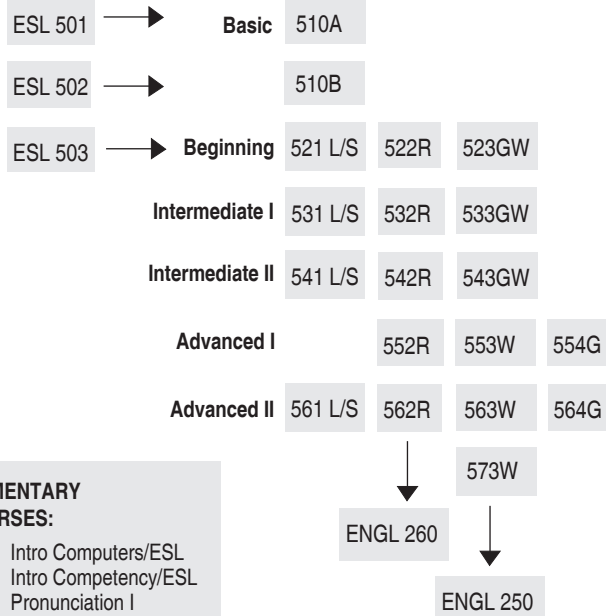 ESL 501 Basic 510A
ESL 502 510B
ESL 503 Beginning 521 L/S 522R 523GW
Intermediate I 531 L/S 532R 533GW
Intermediate II 541 L/S 542R 543GW
Advanced I 552R 553W 554G
Advanced II 561 L/S 562R 563W 564G
573W
ENGL 260
ENGL 250
MENTARY
RSES:
Intro Computers/ESL
Intro Competency/ESL
Pronunciation I